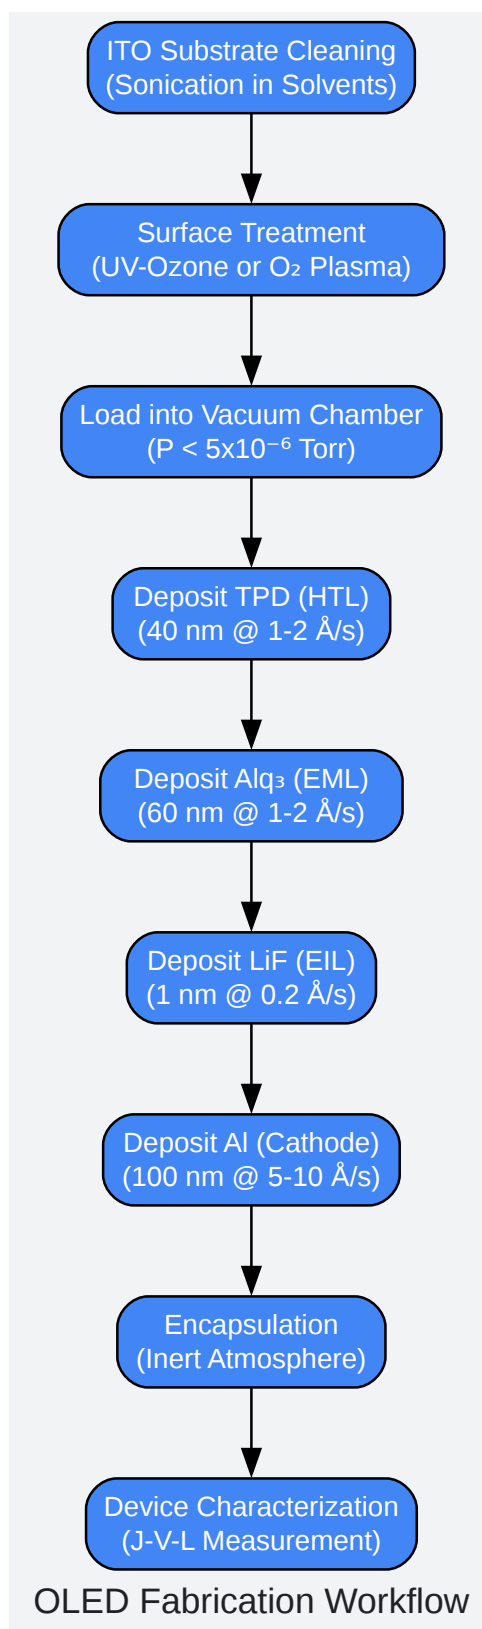 ITO Substrate Cleaning
(Sonication in Solvents)
Surface Treatment
(UV-Ozone or O₂ Plasma)
Load into Vacuum Chamber
(P < 5x10⁻⁶ Torr)
Deposit TPD (HTL)
(40 nm @ 1-2 Å/s)
Deposit Alq₃ (EML)
(60 nm @ 1-2 Å/s)
Deposit LiF (EIL)
(1 nm @ 0.2 Å/s)
Deposit Al (Cathode)
(100 nm @ 5-10 Å/s)
Encapsulation
(Inert Atmosphere)
Device Characterization
(J-V-L Measurement)
OLED Fabrication Workflow